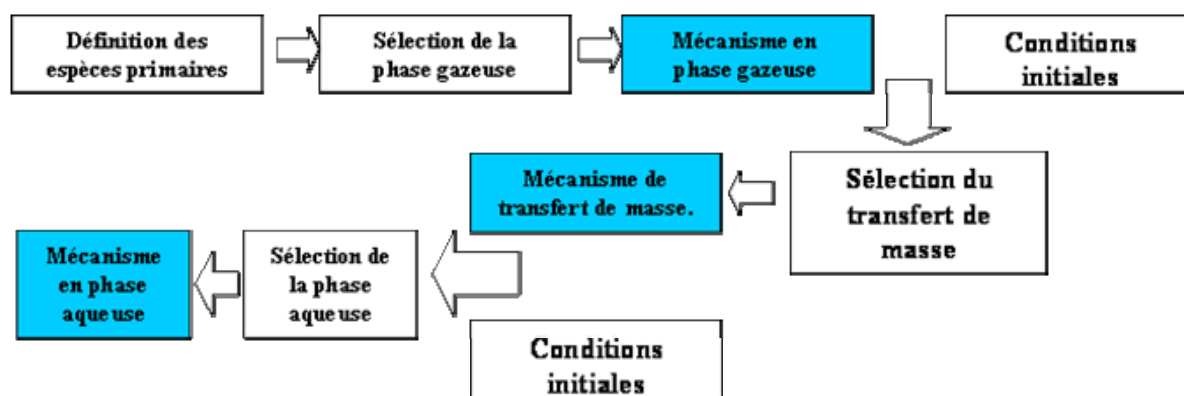 Définition des
espèces primaires
Sélection de la
phase gazeuse
Mécanisme en
phase gazeuse
Conditions
initiales
Sélection du
transfert de
masse
Mécanisme de
transfert de masse.
Conditions
initiales
Sélection de
la phase
aqueuse
Mécanisme
en phase
aqueuse